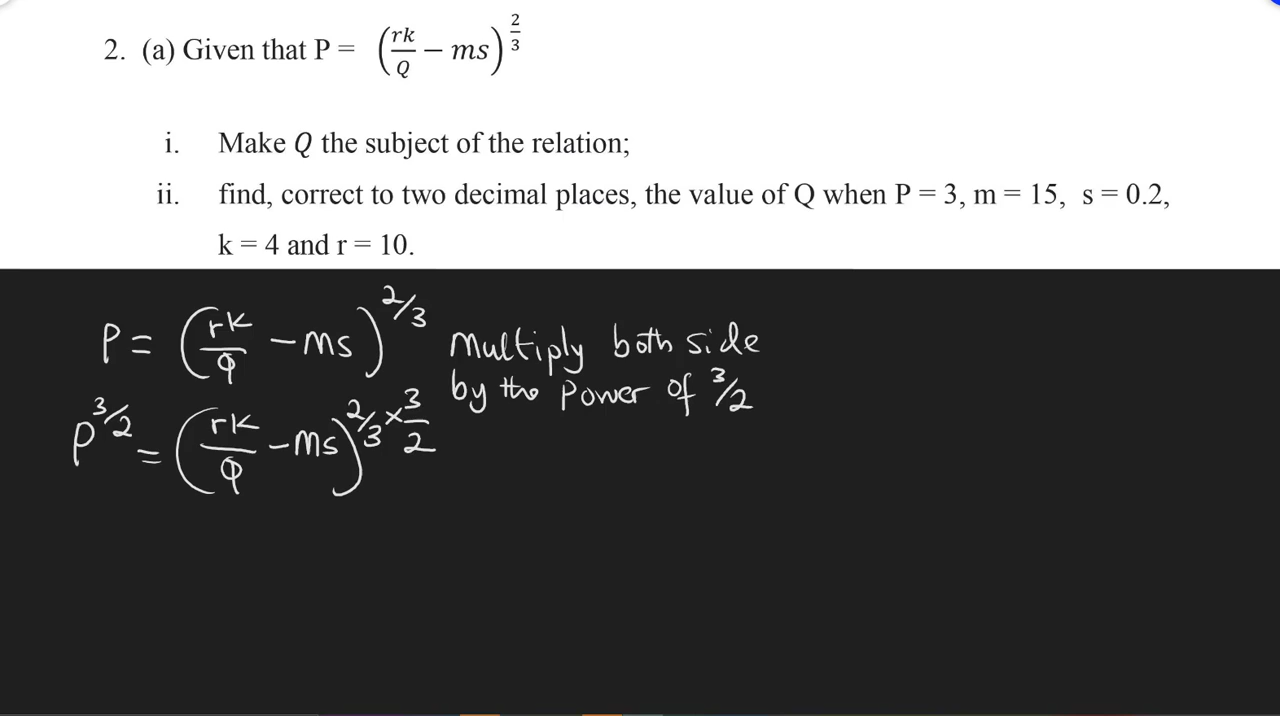 2. (a) Given that P = (rk/Q − ms)^(2/3)
i. Make Q the subject of the relation;
ii. find, correct to two decimal places, the value of Q when P = 3, m = 15, s = 0.2,
k = 4 and r = 10.
P = (rk/Q − ms)^(2/3) Multiply both side
by the power of 3/2
P^(3/2) = (rk/Q − ms)^(2/3 × 3/2)